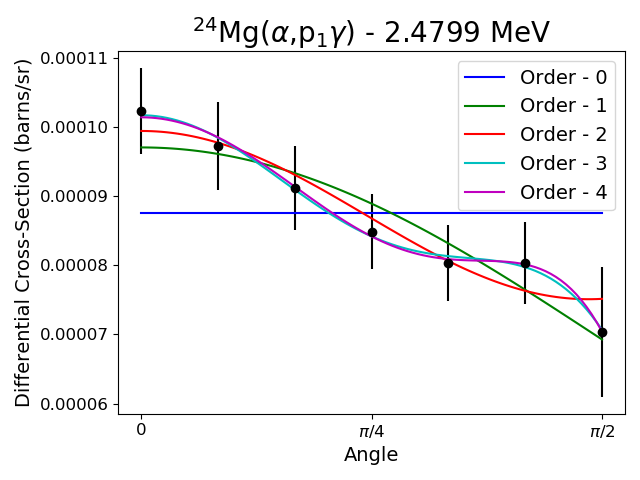 ²⁴Mg(α,p₁γ) - 2.4799 MeV
Differential Cross-Section (barns/sr)
0.00011
0.00010
0.00009
0.00008
0.00007
0.00006
Order - 0
Order - 1
Order - 2
Order - 3
Order - 4
0
π/4
π/2
Angle